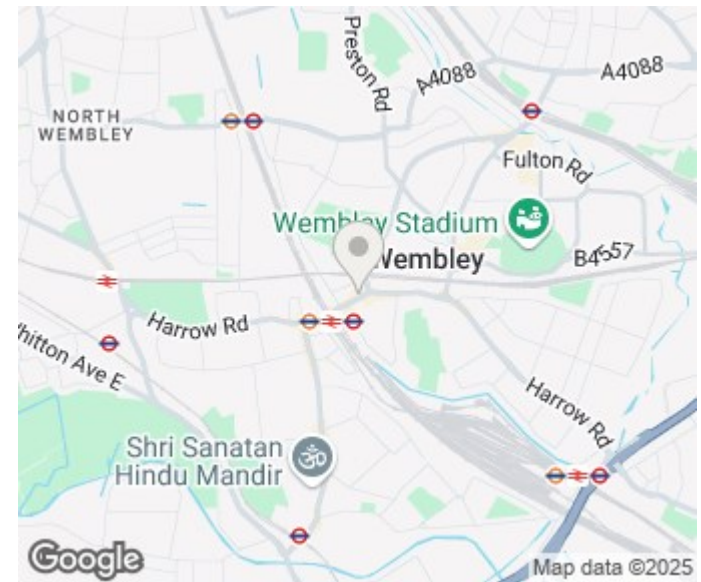 Preston Rd
A4088
A4088
NORTH
WEMBLEY
Fulton Rd
Wembley Stadium
Wembley
B4557
Harrow Rd
Whitton Ave E
Harrow Rd
Shri Sanatan
Hindu Mandir
Google
Map data ©2025